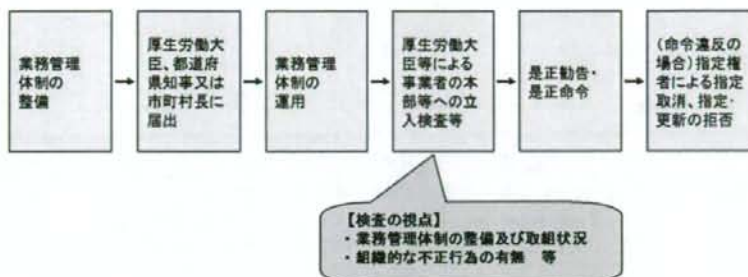 業務管理
体制の
整備
厚生労働大
臣、都道府
県知事又は
市町村長に
届出
業務管理
体制の
運用
厚生労働大
臣等による
事業者の本
部等への立
入検査等
是正勧告・
是正命令
(命令違反の
場合)指定権
者による指定
取消、指定・
更新の拒否
【検査の視点】
・業務管理体制の整備及び取組状況
・組織的な不正行為の有無 等